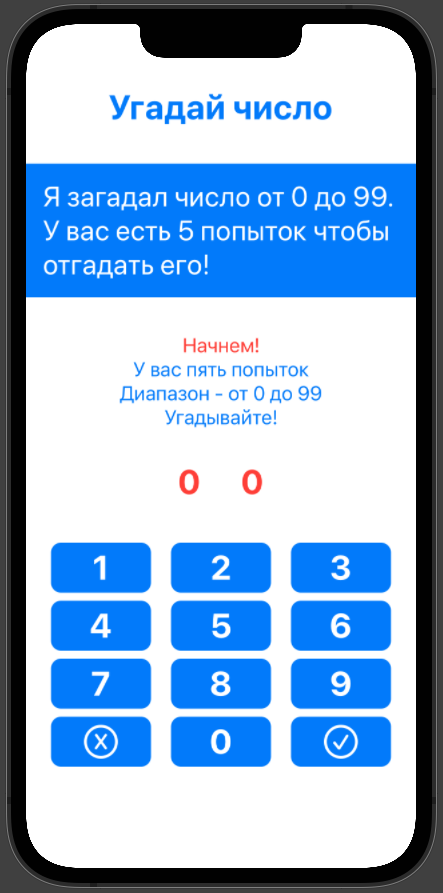 Угадай число
Я загадал число от 0 до 99.
У вас есть 5 попыток чтобы
отгадать его!
Начнем!
У вас пять попыток
Диапазон - от 0 до 99
Угадывайте!
0 0
1 2 3
4 5 6
7 8 9
0